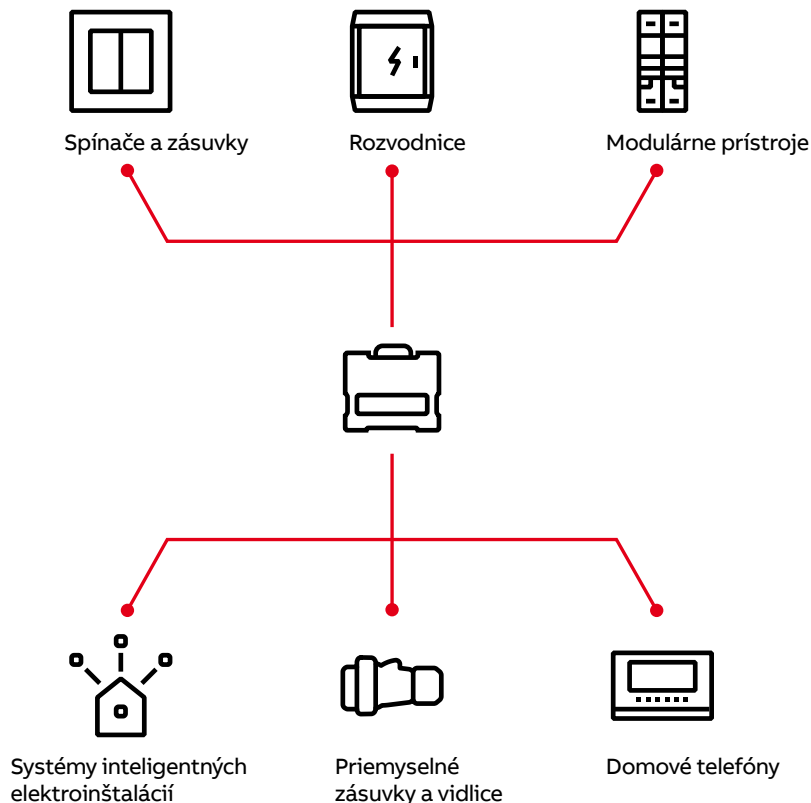 Spínače a zásuvky
Rozvodnice
Modulárne prístroje
Systémy inteligentných
elektroinštalácií
Priemyselné
zásuvky a vidlice
Domové telefóny